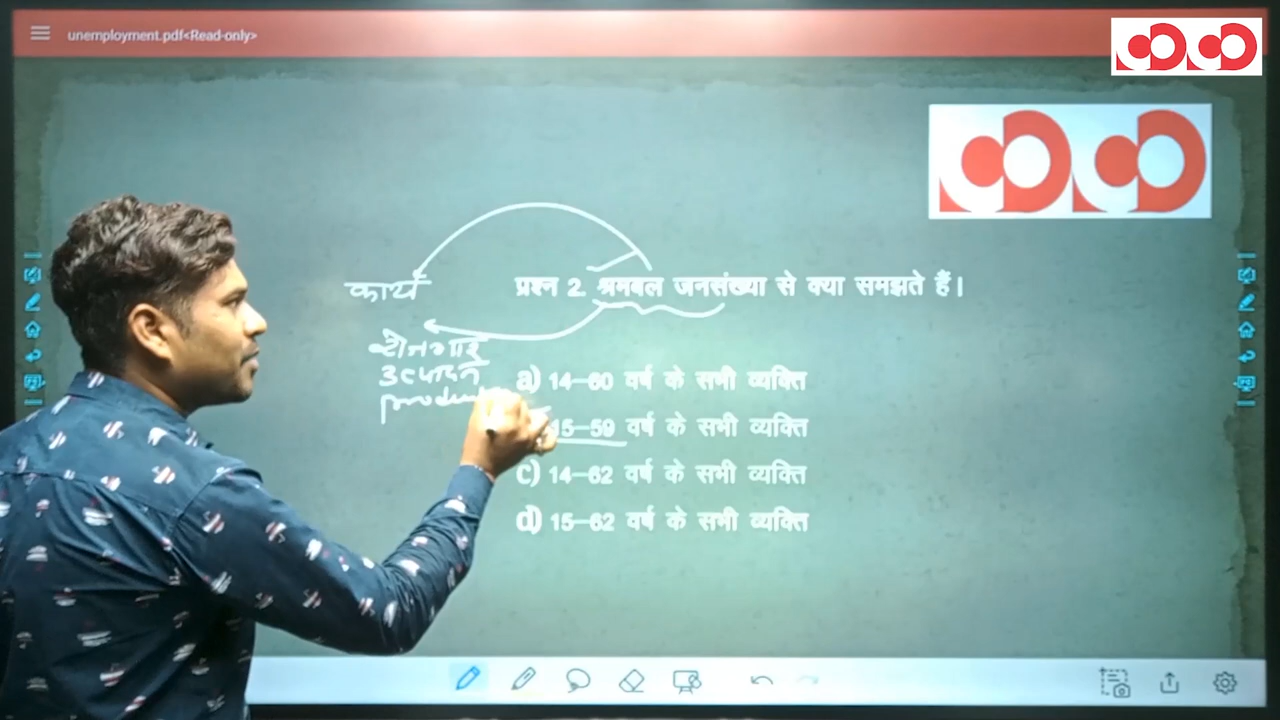 unemployment.pdf<Read-only>
कार्य
प्रश्न 2 श्रमबल जनसंख्या से क्या समझते हैं।
रोजगार
उत्पादन
a) 14–60 वर्ष के सभी व्यक्ति
15–59 वर्ष के सभी व्यक्ति
c) 14–62 वर्ष के सभी व्यक्ति
d) 15–62 वर्ष के सभी व्यक्ति